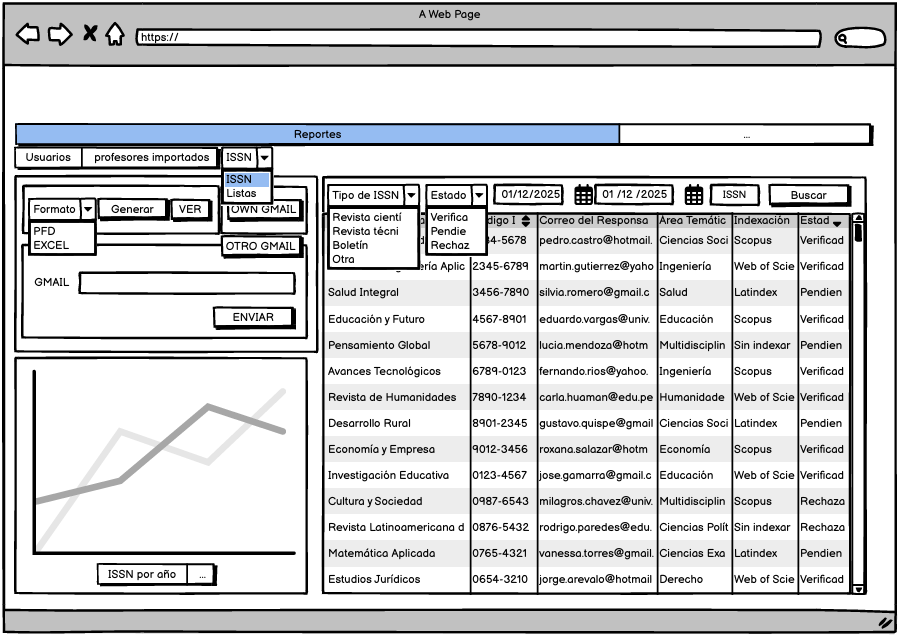 A Web Page
https://
Reportes
...
Usuarios
profesores importados
ISSN
ISSN
Listas
Formato
Generar
VER
OWN GMAIL
PFD
EXCEL
OTRO GMAIL
GMAIL
ENVIAR
ISSN por año
...
Tipo de ISSN
Estado
01/12/2025
01 /12 /2025
ISSN
Buscar
Revista cientí
Revista técni
Boletín
Otra
Verifica
Pendie
Rechaz
digo I Correo del Responsa Área Temátic Indexación Estad
34-5678 pedro.castro@hotmail. Ciencias Soci Scopus Verificad
ería Aplic 2345-6789 martin.gutierrez@yaho Ingeniería Web of Scie Verificad
Salud Integral 3456-7890 silvia.romero@gmail.c Salud Latindex Pendien
Educación y Futuro 4567-8901 eduardo.vargas@univ. Educación Scopus Verificad
Pensamiento Global 5678-9012 lucia.mendoza@hotm Multidisciplin Sin indexar Pendien
Avances Tecnológicos 6789-0123 fernando.rios@yahoo. Ingeniería Scopus Verificad
Revista de Humanidades 7890-1234 carla.huaman@edu.pe Humanidade Web of Scie Verificad
Desarrollo Rural 8901-2345 gustavo.quispe@gmail Ciencias Soci Latindex Pendien
Economía y Empresa 9012-3456 roxana.salazar@hotm Economía Scopus Verificad
Investigación Educativa 0123-4567 jose.gamarra@gmail.c Educación Web of Scie Verificad
Cultura y Sociedad 0987-6543 milagros.chavez@univ. Multidisciplin Scopus Rechaza
Revista Latinoamericana d 0876-5432 rodrigo.paredes@edu. Ciencias Polít Sin indexar Rechaza
Matemática Aplicada 0765-4321 vanessa.torres@gmail. Ciencias Exa Latindex Pendien
Estudios Jurídicos 0654-3210 jorge.arevalo@hotmail Derecho Web of Scie Verificad